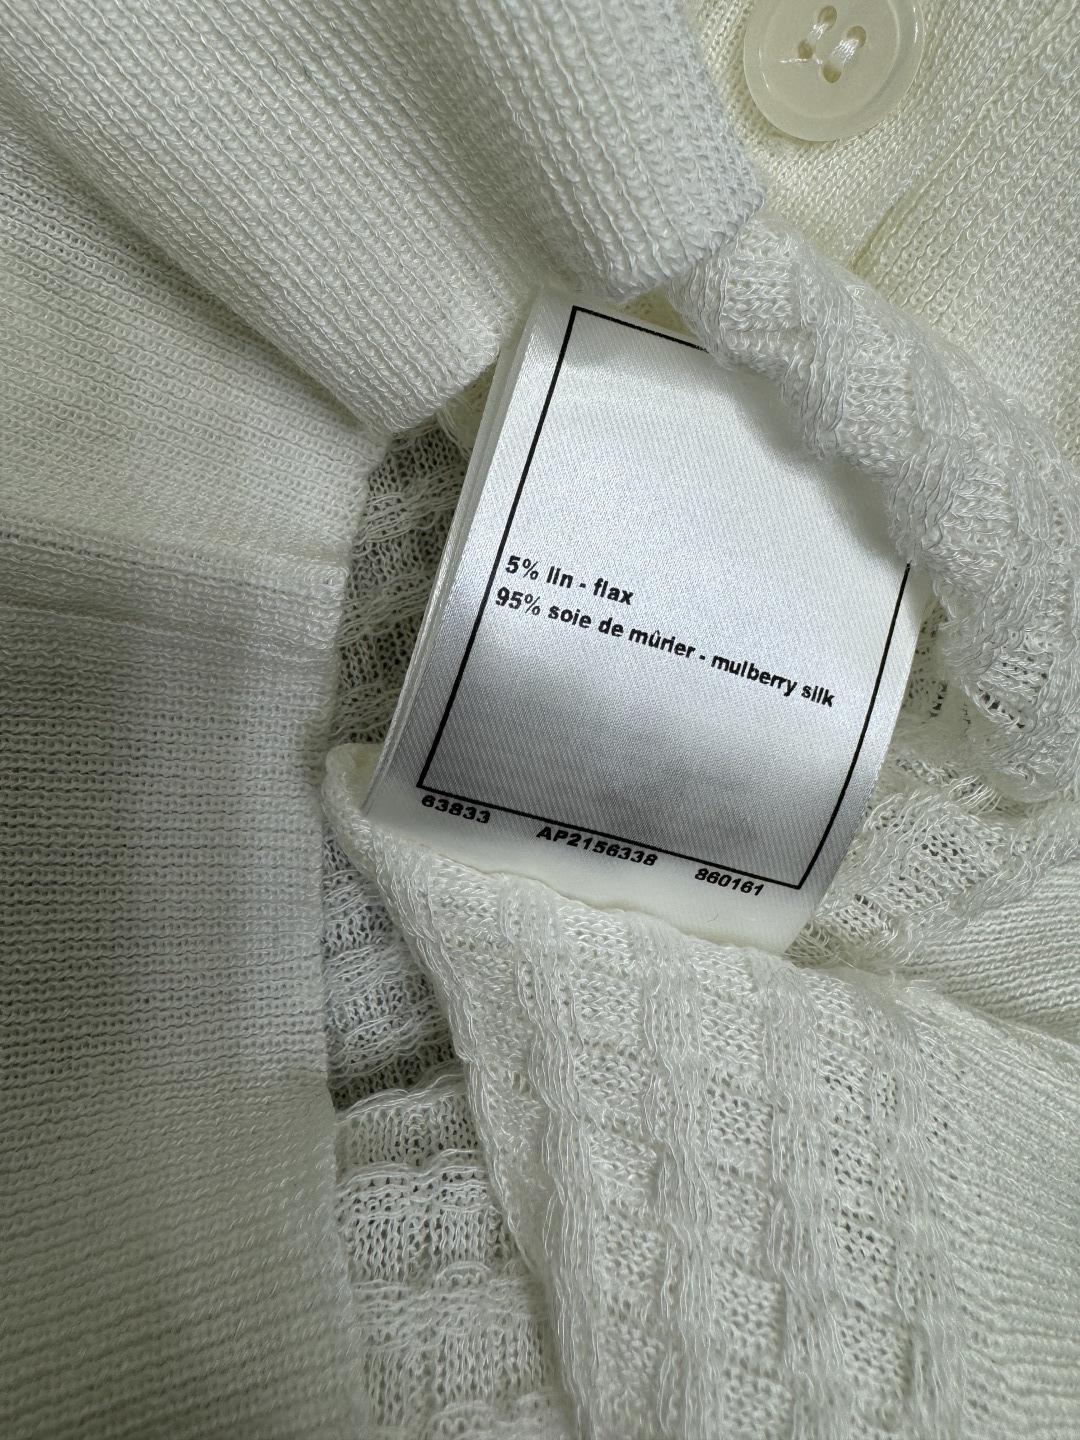 5% lin - flax
95% soie de mûrier - mulberry silk
63833 AP2156338 860161